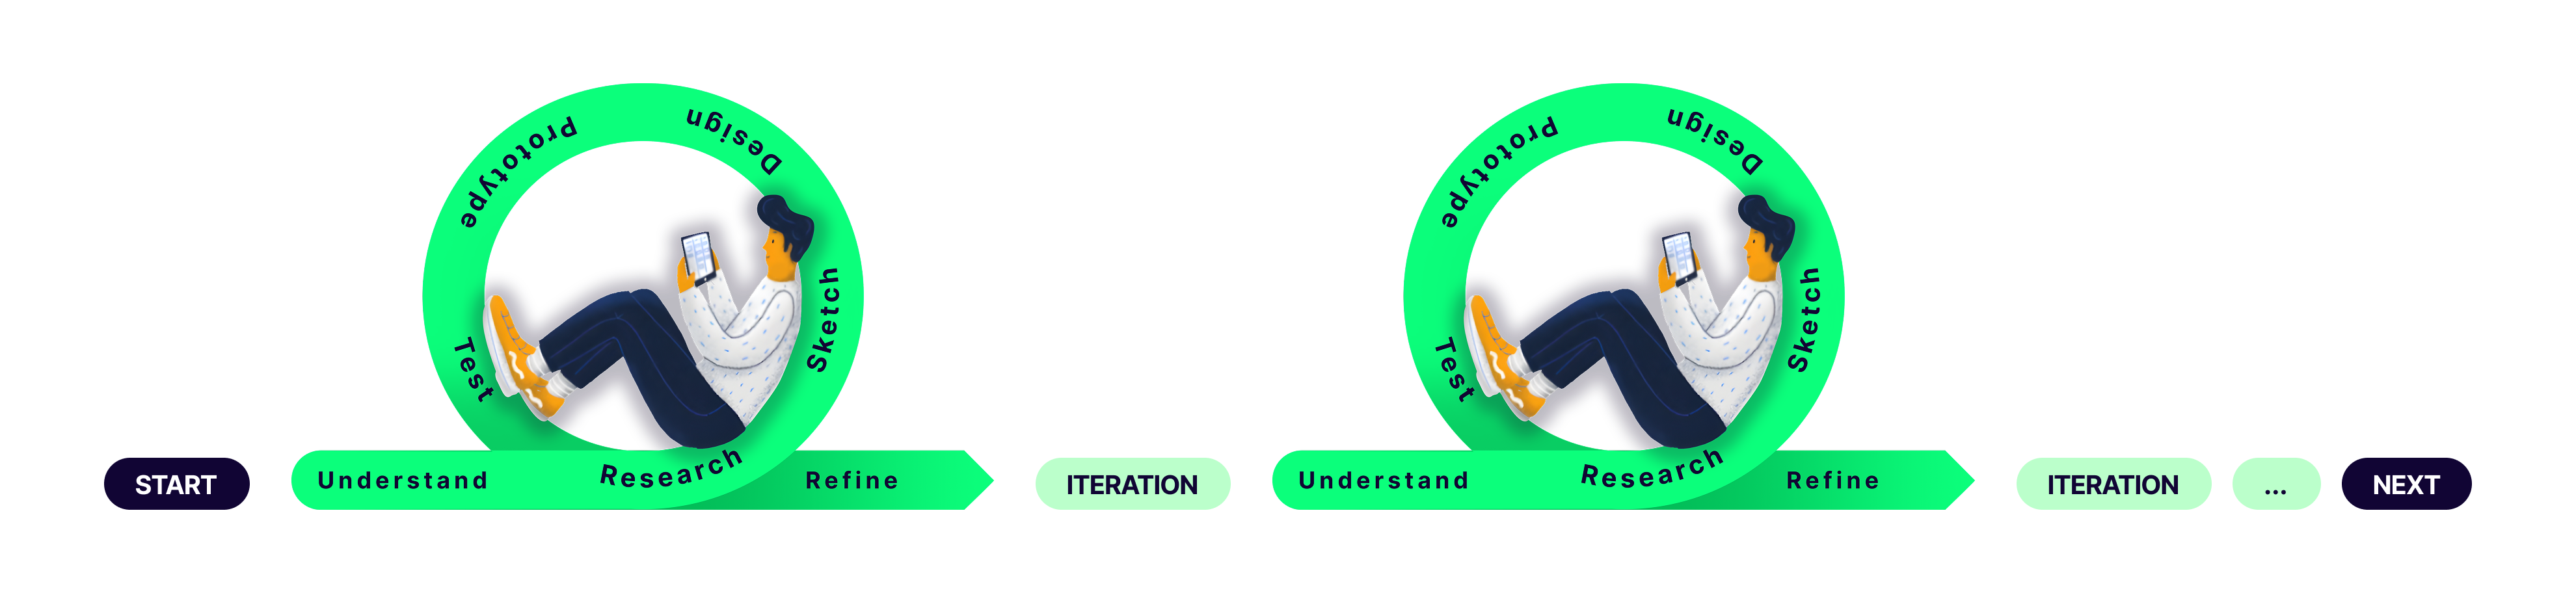 START
Understand
Research
Sketch
Design
Prototype
Test
Refine
ITERATION
Understand
Research
Sketch
Design
Prototype
Test
Refine
ITERATION
...
NEXT